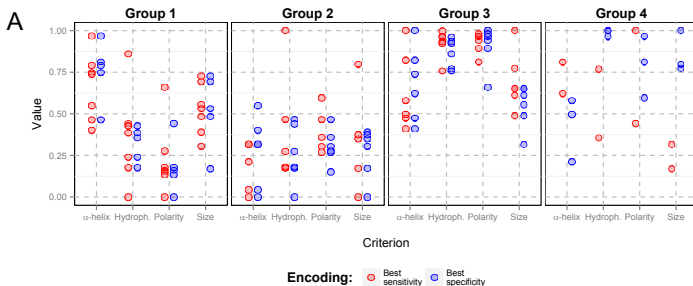 A
Group 1 Group 2 Group 3 Group 4
1.00
0.75
0.50
0.25
0.00
Value
α-helix Hydroph. Polarity Size α-helix Hydroph. Polarity Size α-helix Hydroph. Polarity Size α-helix Hydroph. Polarity Size
Criterion
Encoding: Best sensitivity Best specificity